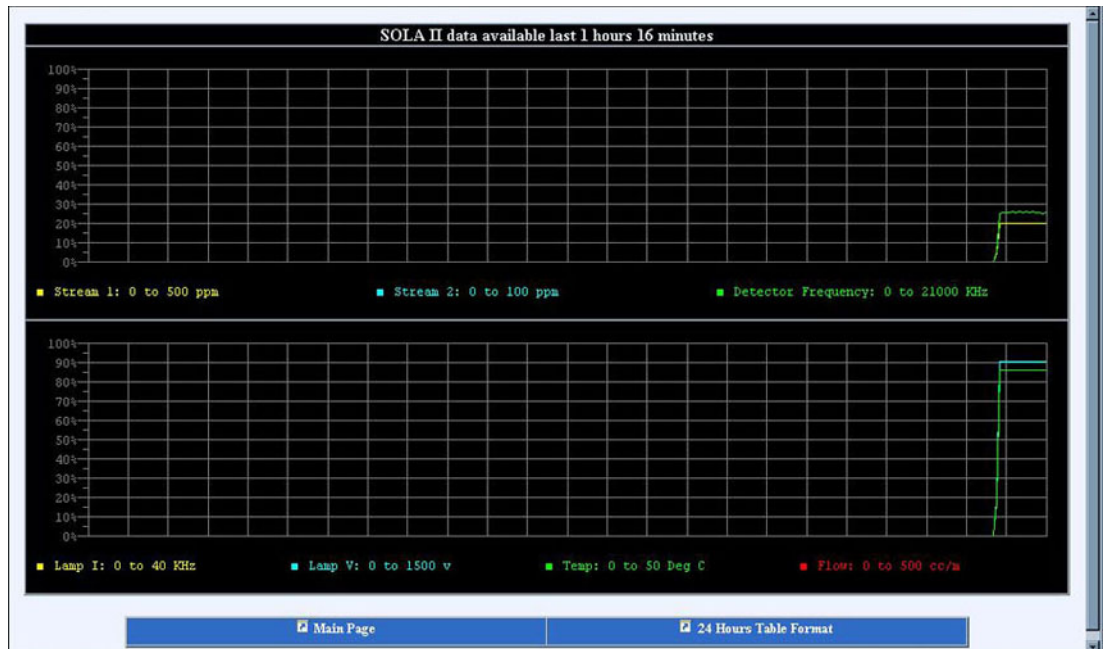 SOLA II data available last 1 hours 16 minutes
100%
90%
80%
70%
60%
50%
40%
30%
20%
10%
0%
Stream 1: 0 to 500 ppm
Stream 2: 0 to 100 ppm
Detector Frequency: 0 to 21000 KHz
100%
90%
80%
70%
60%
50%
40%
30%
20%
10%
0%
Lamp I: 0 to 40 KHz
Lamp V: 0 to 1500 v
Temp: 0 to 50 Deg C
Flow: 0 to 500 cc/m
Main Page
24 Hours Table Format